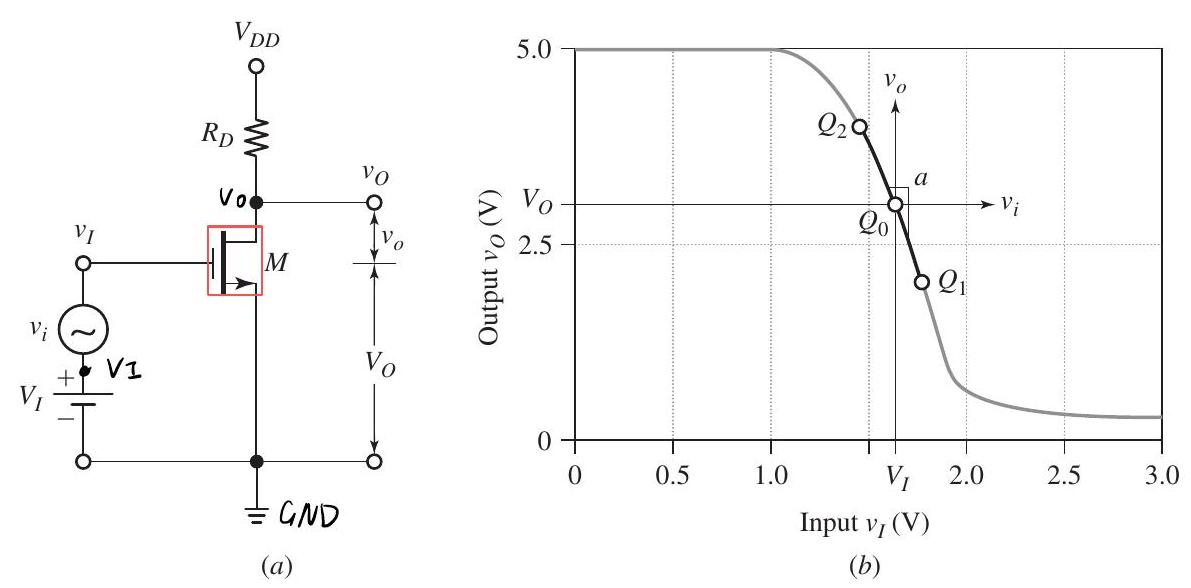 V_DD
R_D
v_O
Vo
v_I
v_o
M
v_i
+ VI
V_I
−
V_O
GND
(a)
5.0
v_o
Q_2
a
V_O
v_i
Q_0
2.5
Q_1
Output v_O (V)
0
0 0.5 1.0 V_I 2.0 2.5 3.0
Input v_I (V)
(b)